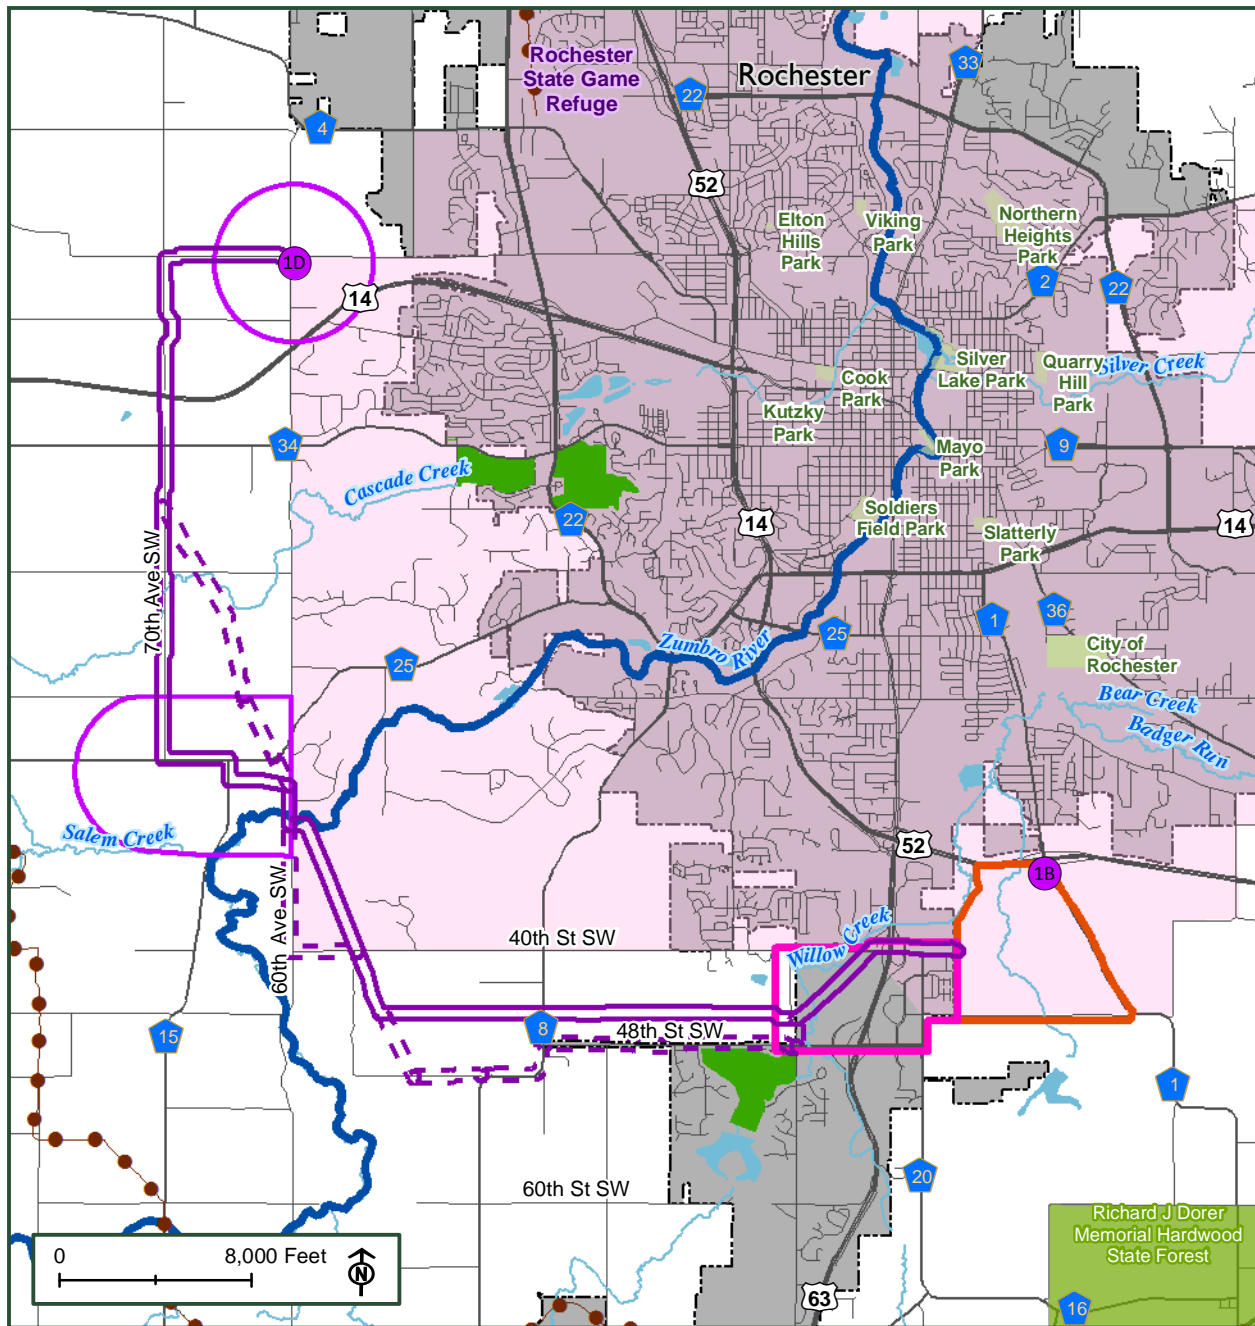 Rochester
State Game
Refuge
Rochester
33
22
4
52
Elton
Hills
Park
Viking
Park
Northern
Heights
Park
2
22
1D
14
Silver
Lake Park
Quarry
Hill
Park
Silver Creek
Cook
Park
Kutzky
Park
34
Mayo
Park
9
Cascade Creek
22
14
Soldiers
Field Park
Slatterly
Park
14
70th Ave SW
1
36
25
25
Zumbro River
City of
Rochester
Bear Creek
Badger Run
Salem Creek
52
1B
60th Ave SW
40th St SW
Willow Creek
15
8
48th St SW
1
20
60th St SW
Richard J Dorer
Memorial Hardwood
State Forest
0
8,000 Feet
N
63
16